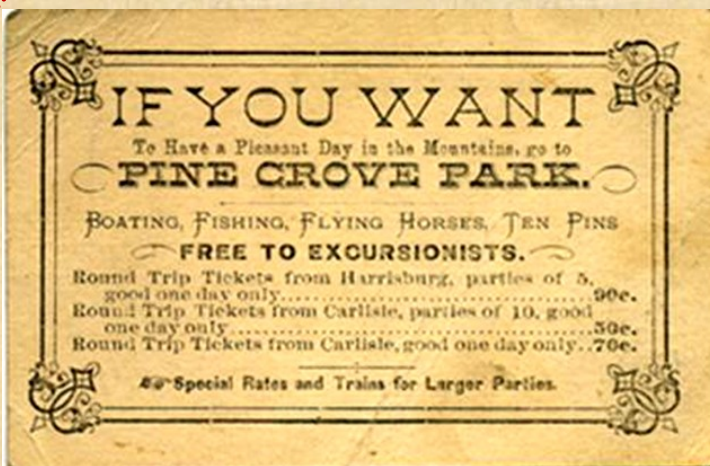 IF YOU WANT
To Have a Pleasant Day in the Mountains, go to
PINE GROVE PARK.
BOATING, FISHING, FLYING HORSES, TEN PINS
FREE TO EXCURSIONISTS.
Round Trip Tickets from Harrisburg, parties of 5,
good one day only..............................90c.
Round Trip Tickets from Carlisle, parties of 10, good
one day only....................................50c.
Round Trip Tickets from Carlisle, good one day only..70c.
Special Rates and Trains for Larger Parties.